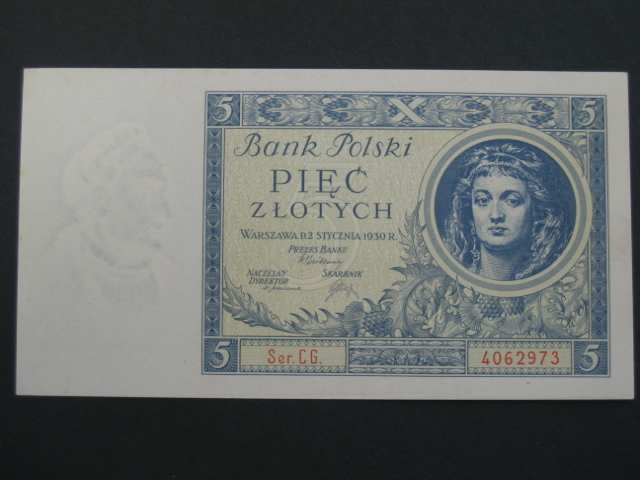 5 5
Bank Polski
PIĘĆ
ZŁOTYCH
WARSZAWA D.2 STYCZNIA 1930 R.
PREZES BANKU
NACZELNY SKARBNIK
DYREKTOR
5 Ser. C G. 4062973 5